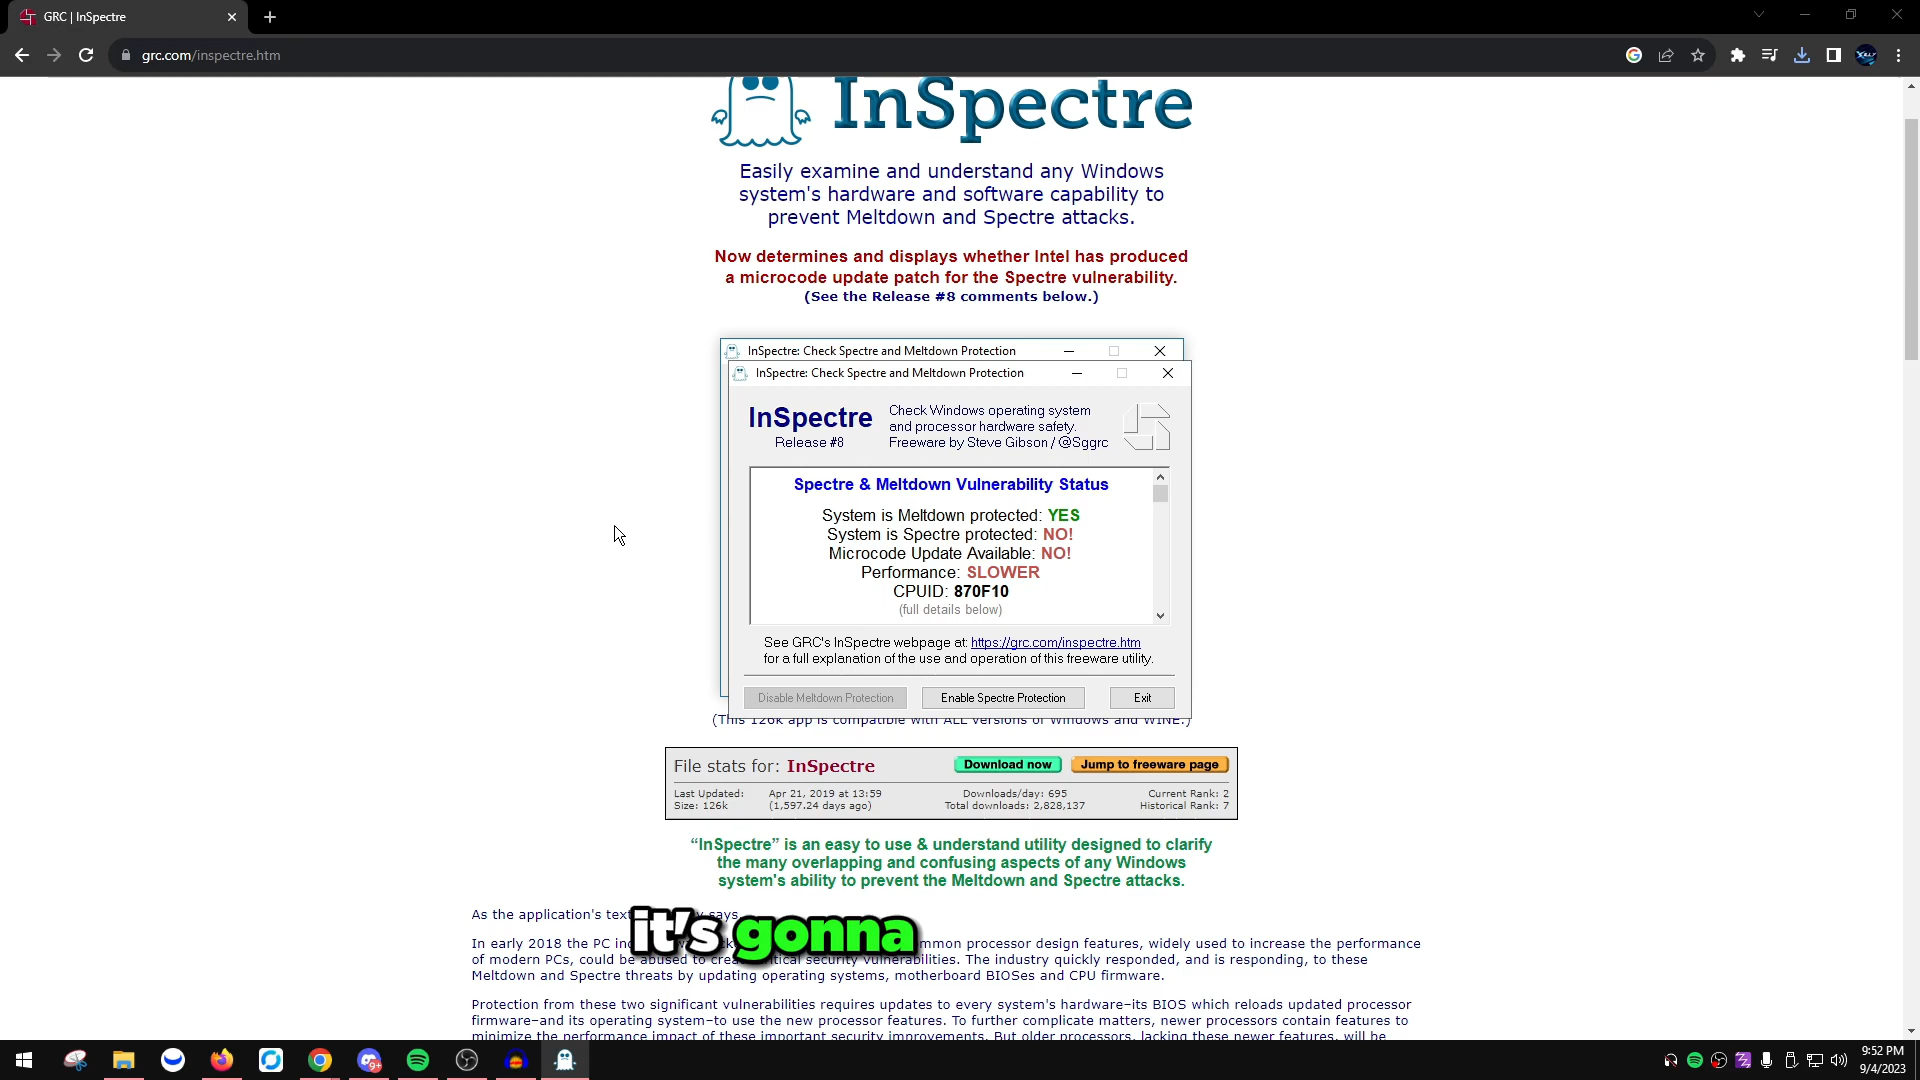 GRC | InSpectre
grc.com/inspectre.htm
InSpectre
Easily examine and understand any Windows
system's hardware and software capability to
prevent Meltdown and Spectre attacks.
Now determines and displays whether Intel has produced
a microcode update patch for the Spectre vulnerability.
(See the Release #8 comments below.)
InSpectre: Check Spectre and Meltdown Protection
InSpectre: Check Spectre and Meltdown Protection
InSpectre
Release #8
Check Windows operating system
and processor hardware safety.
Freeware by Steve Gibson / @Sggrc
Spectre & Meltdown Vulnerability Status
System is Meltdown protected: YES
System is Spectre protected: NO!
Microcode Update Available: NO!
Performance: SLOWER
CPUID: 870F10
(full details below)
See GRC's InSpectre webpage at: https://grc.com/inspectre.htm
for a full explanation of the use and operation of this freeware utility.
Disable Meltdown Protection
Enable Spectre Protection
Exit
(This 126k app is compatible with ALL versions of Windows and WINE.)
File stats for: InSpectre
Download now
Jump to freeware page
Last Updated: Apr 21, 2019 at 13:59 Downloads/day: 695 Current Rank: 2
Size: 126k (1,597.24 days ago) Total downloads: 2,828,137 Historical Rank: 7
“InSpectre” is an easy to use & understand utility designed to clarify
the many overlapping and confusing aspects of any Windows
system's ability to prevent the Meltdown and Spectre attacks.
As the application's text says
it's gonna
In early 2018 the PC processor design features, widely used to increase the performance
of modern PCs, could be abused to security vulnerabilities. The industry quickly responded, and is responding, to these
Meltdown and Spectre threats by updating operating systems, motherboard BIOSes and CPU firmware.
Protection from these two significant vulnerabilities requires updates to every system's hardware–its BIOS which reloads updated processor
firmware–and its operating system–to use the new processor features. To further complicate matters, newer processors contain features to
minimize the performance impact of these important security improvements. But older processors, lacking these newer features, will be
9+
9:52 PM
9/4/2023